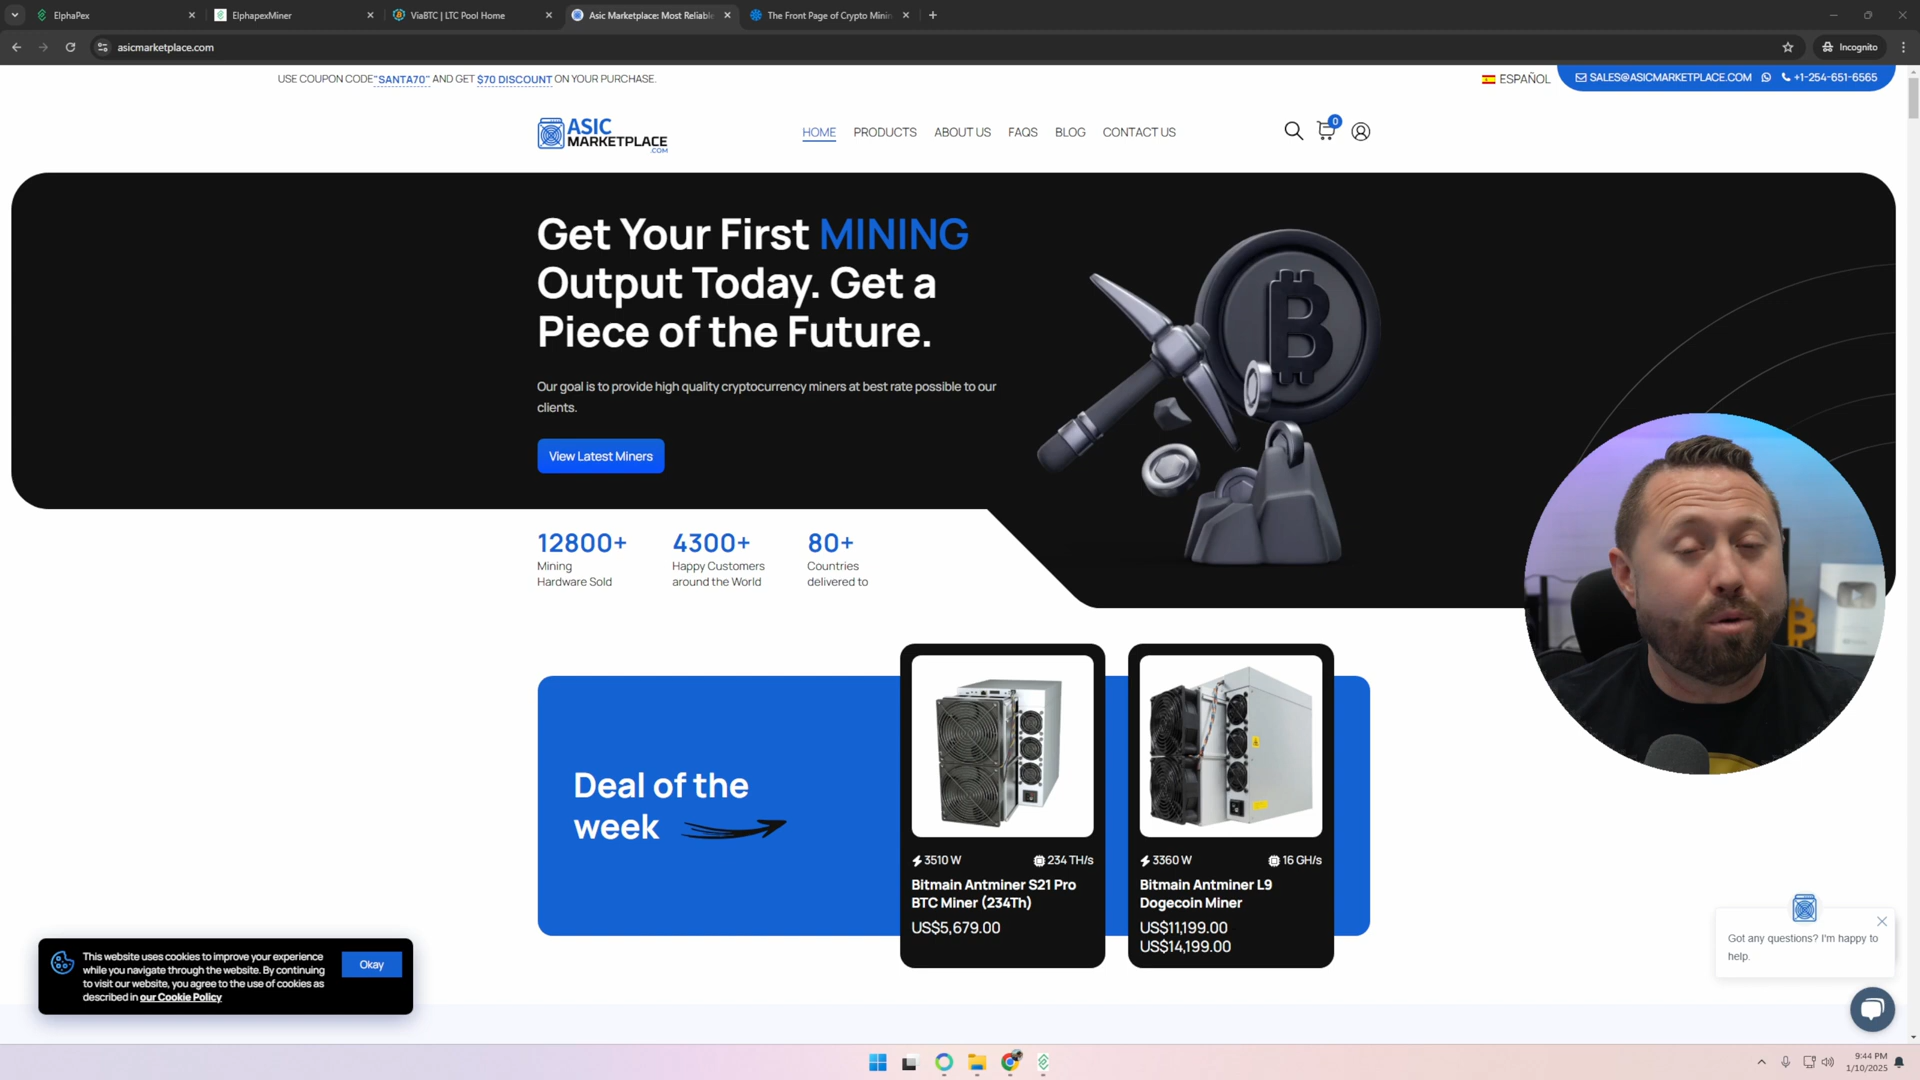 ElphaPex
ElphapexMiner
ViaBTC | LTC Pool Home
Asic Marketplace: Most Reliable
The Front Page of Crypto Minin
asicmarketplace.com
Incognito
USE COUPON CODE"SANTA70" AND GET $70 DISCOUNT ON YOUR PURCHASE.
ESPAÑOL
SALES@ASICMARKETPLACE.COM
+1-254-651-6565
ASIC
MARKETPLACE
.COM
HOME
PRODUCTS
ABOUT US
FAQS
BLOG
CONTACT US
0
Get Your First MINING
Output Today. Get a
Piece of the Future.
Our goal is to provide high quality cryptocurrency miners at best rate possible to our
clients.
View Latest Miners
12800+
Mining
Hardware Sold
4300+
Happy Customers
around the World
80+
Countries
delivered to
Deal of the
week
3510 W
234 TH/s
Bitmain Antminer S21 Pro
BTC Miner (234Th)
US$5,679.00
3360 W
16 GH/s
Bitmain Antminer L9
Dogecoin Miner
US$11,199.00
US$14,199.00
This website uses cookies to improve your experience
while you navigate through the website. By continuing
to visit our website, you agree to the use of cookies as
described in our Cookie Policy
Okay
Got any questions? I'm happy to
help.
9:44 PM
1/10/2025